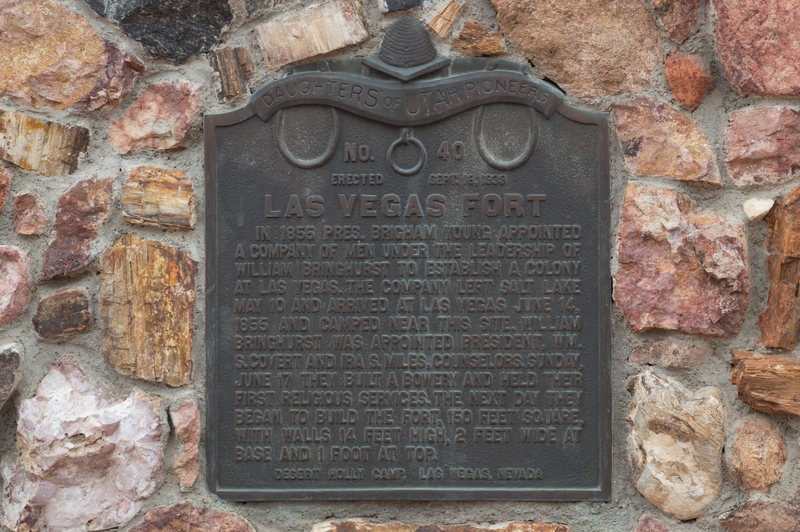 DAUGHTERS OF UTAH PIONEERS
NO. 40
ERECTED SEPT. 18, 1939
LAS VEGAS FORT
IN 1855 PRES. BRIGHAM YOUNG APPOINTED
A COMPANY OF MEN UNDER THE LEADERSHIP OF
WILLIAM BRINGHURST TO ESTABLISH A COLONY
AT LAS VEGAS. THE COMPANY LEFT SALT LAKE
MAY 10 AND ARRIVED AT LAS VEGAS JUNE 14,
1855 AND CAMPED NEAR THIS SITE. WILLIAM
BRINGHURST WAS APPOINTED PRESIDENT, WM.
S. COVERT AND IRA S. MILES, COUNSELORS. SUNDAY,
JUNE 17 THEY BUILT A BOWERY AND HELD THEIR
FIRST RELIGIOUS SERVICES. THE NEXT DAY THEY
BEGAN TO BUILD THE FORT, 150 FEET SQUARE,
WITH WALLS 14 FEET HIGH, 2 FEET WIDE AT
BASE AND 1 FOOT AT TOP.
DESERT HOLLY CAMP, LAS VEGAS, NEVADA